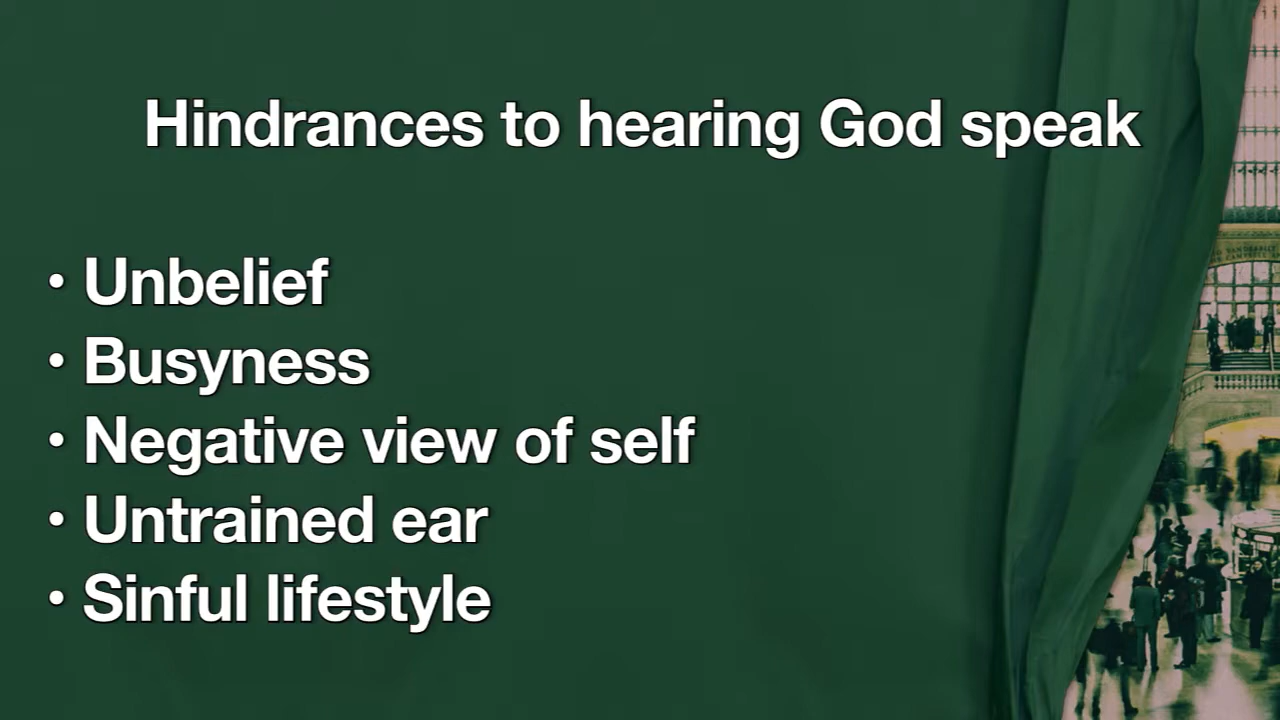 Hindrances to hearing God speak
• Unbelief
• Busyness
• Negative view of self
• Untrained ear
• Sinful lifestyle